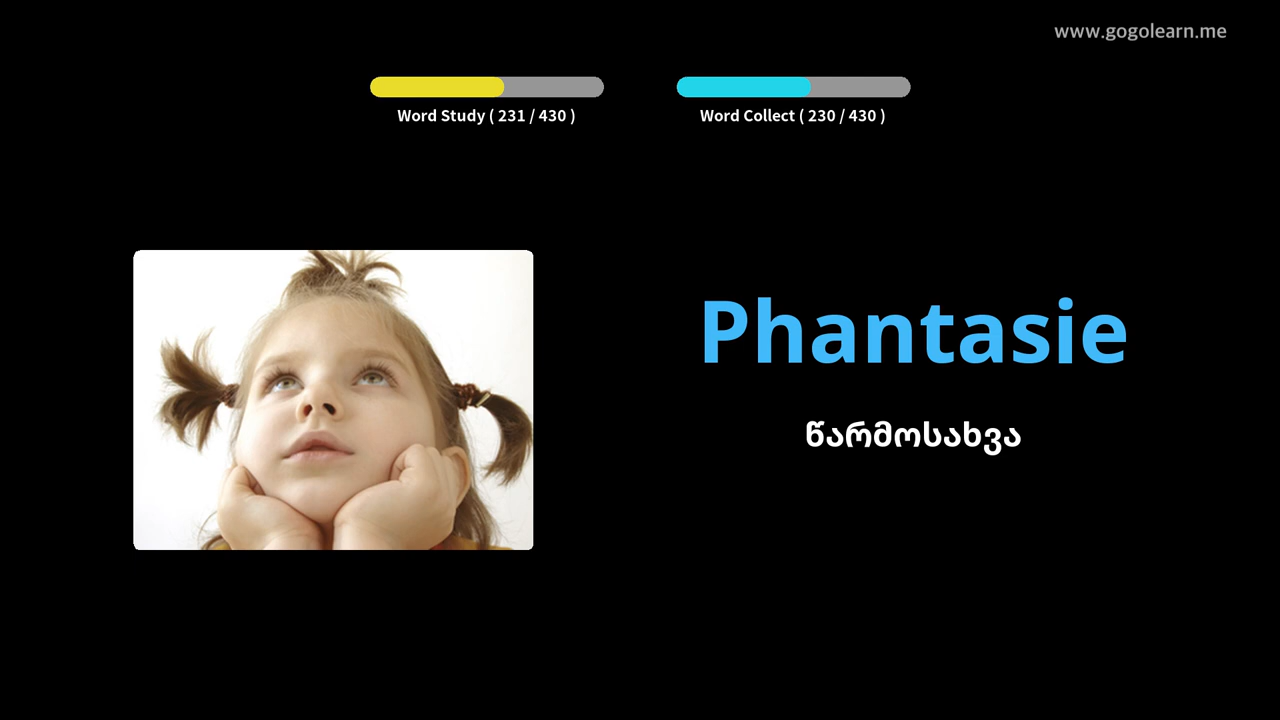 www.gogolearn.me
Word Study ( 231 / 430 )
Word Collect ( 230 / 430 )
Phantasie
წარმოსახვა